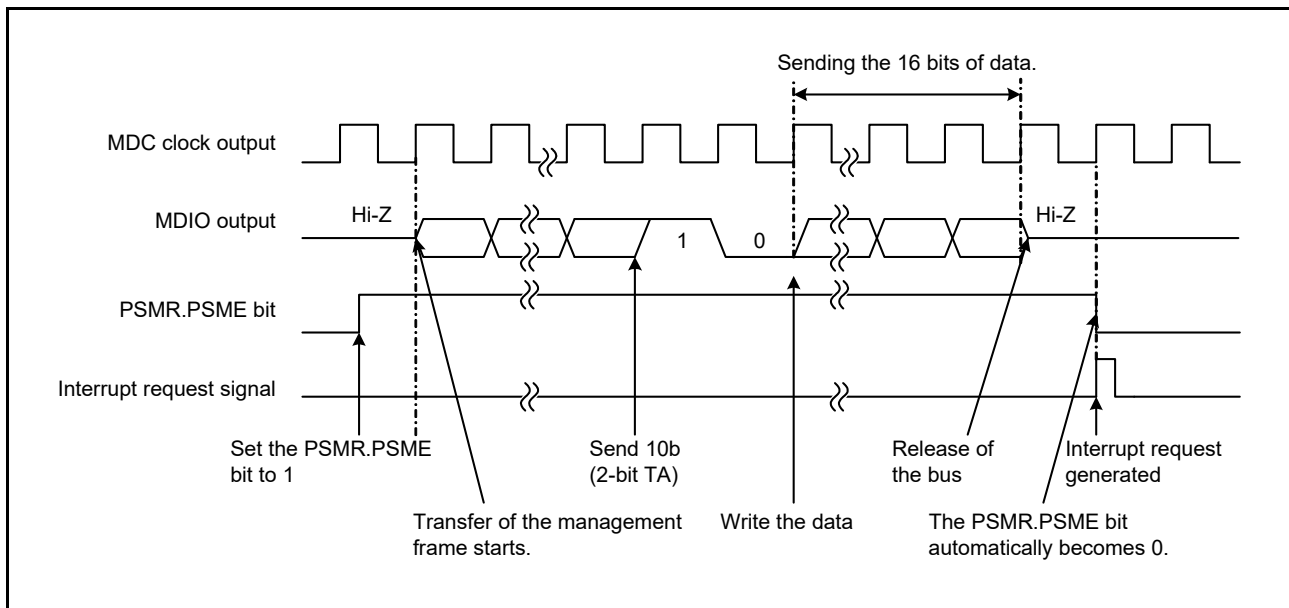 Sending the 16 bits of data.
MDC clock output
Hi-Z
Hi-Z
MDIO output
1
0
PSMR.PSME bit
Interrupt request signal
Set the PSMR.PSME
bit to 1
Send 10b
(2-bit TA)
Release of
the bus
Interrupt request
generated
Transfer of the management
frame starts.
Write the data
The PSMR.PSME bit
automatically becomes 0.